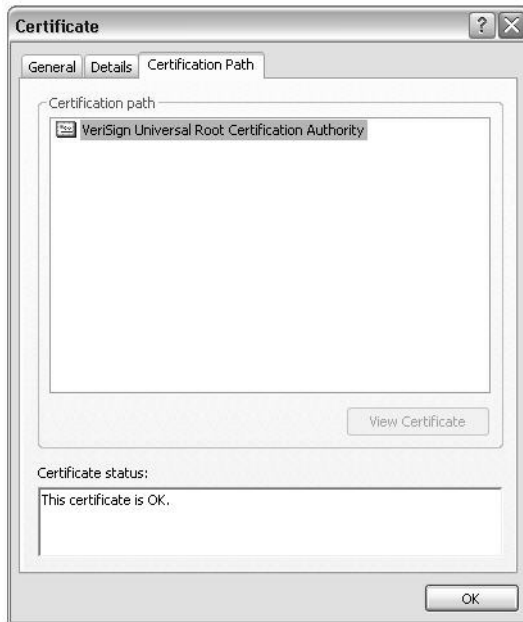 Certificate
General Details Certification Path
Certification path
VeriSign Universal Root Certification Authority
View Certificate
Certificate status:
This certificate is OK.
OK